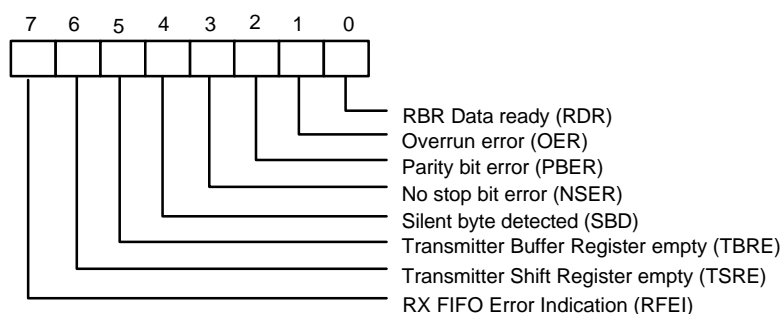 7 6 5 4 3 2 1 0
RBR Data ready (RDR)
Overrun error (OER)
Parity bit error (PBER)
No stop bit error (NSER)
Silent byte detected (SBD)
Transmitter Buffer Register empty (TBRE)
Transmitter Shift Register empty (TSRE)
RX FIFO Error Indication (RFEI)